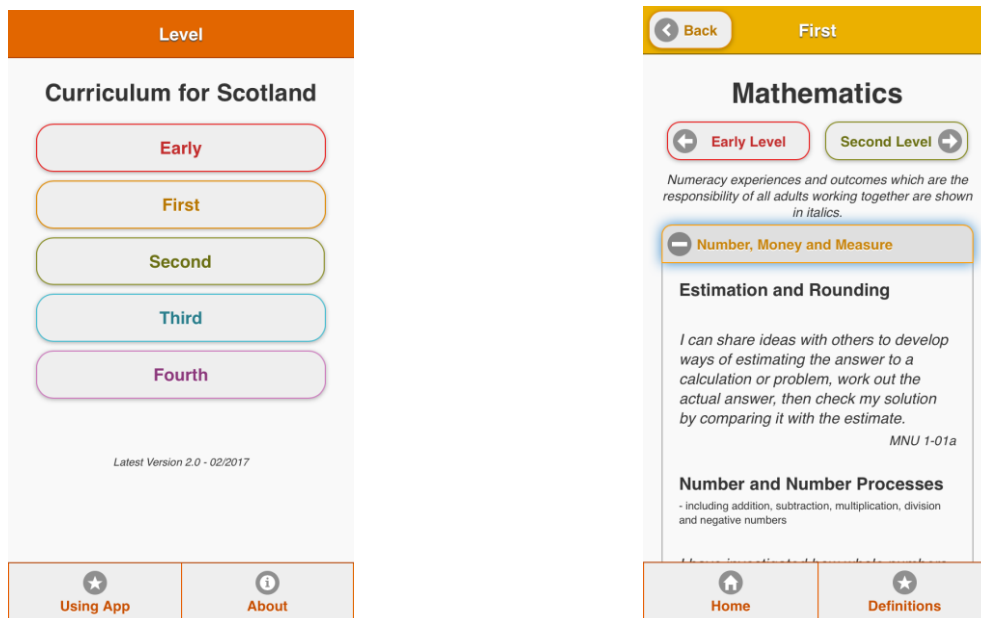 Level
Curriculum for Scotland
Early
First
Second
Third
Fourth
Latest Version 2.0 - 02/2017
Using App
About
Back
First
Mathematics
Early Level
Second Level
Numeracy experiences and outcomes which are the
responsibility of all adults working together are shown
in italics.
Number, Money and Measure
Estimation and Rounding
I can share ideas with others to develop
ways of estimating the answer to a
calculation or problem, work out the
actual answer, then check my solution
by comparing it with the estimate.
MNU 1-01a
Number and Number Processes
- including addition, subtraction, multiplication, division
and negative numbers
I have investigated how whole numbers
Home
Definitions